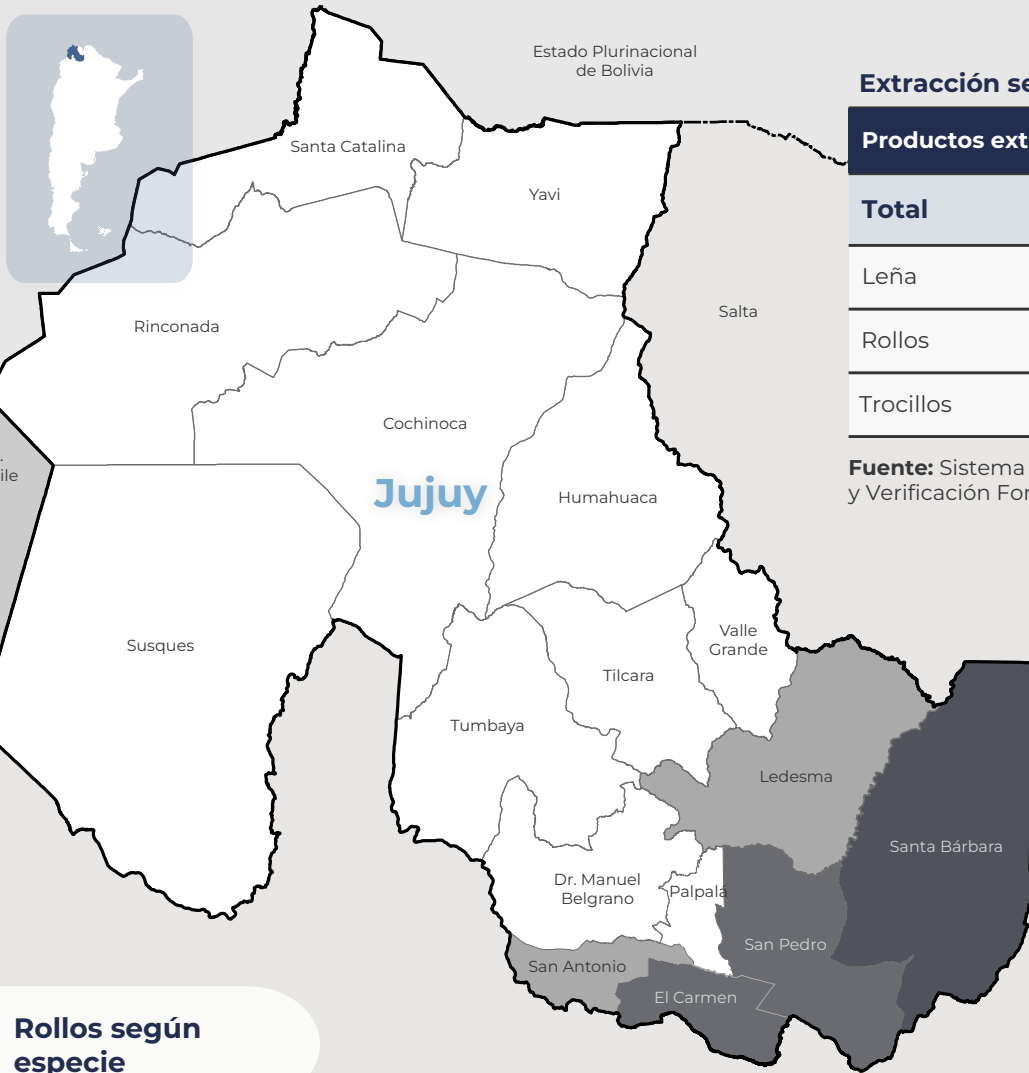 Estado Plurinacional
de Bolivia
Extracción se
Productos ext
Total
Leña
Rollos
Trocillos
Fuente: Sistema
y Verificación For
Santa Catalina
Yavi
Salta
Rinconada
Cochinoca
Jujuy
ile
Humahuaca
Susques
Valle
Grande
Tilcara
Tumbaya
Ledesma
Santa Bárbara
Dr. Manuel
Belgrano
Palpalá
San Pedro
San Antonio
El Carmen
Rollos según
especie